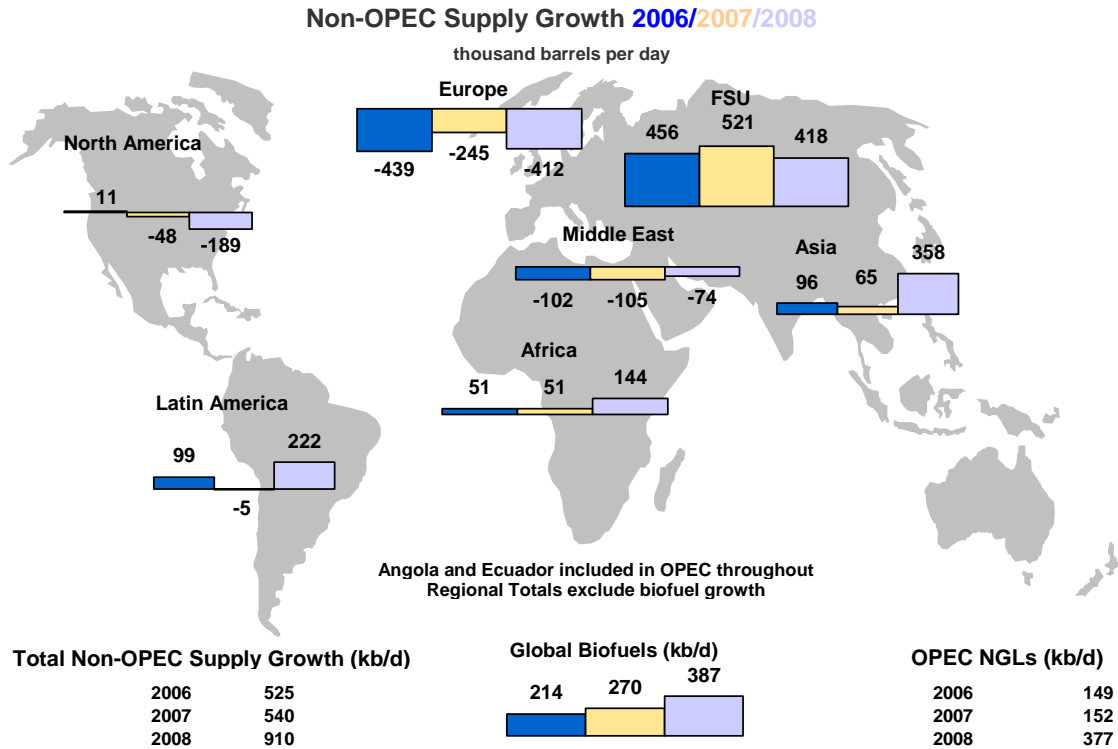 Non-OPEC Supply Growth 2006/2007/2008
thousand barrels per day
Europe
-439
-245
-412
FSU
456
521
418
North America
11
-48
-189
Middle East
-102
-105
-74
Asia
96
65
358
Africa
51
51
144
Latin America
99
-5
222
Angola and Ecuador included in OPEC throughout
Regional Totals exclude biofuel growth
Total Non-OPEC Supply Growth (kb/d)
2006 525
2007 540
2008 910
Global Biofuels (kb/d)
214
270
387
OPEC NGLs (kb/d)
2006 149
2007 152
2008 377